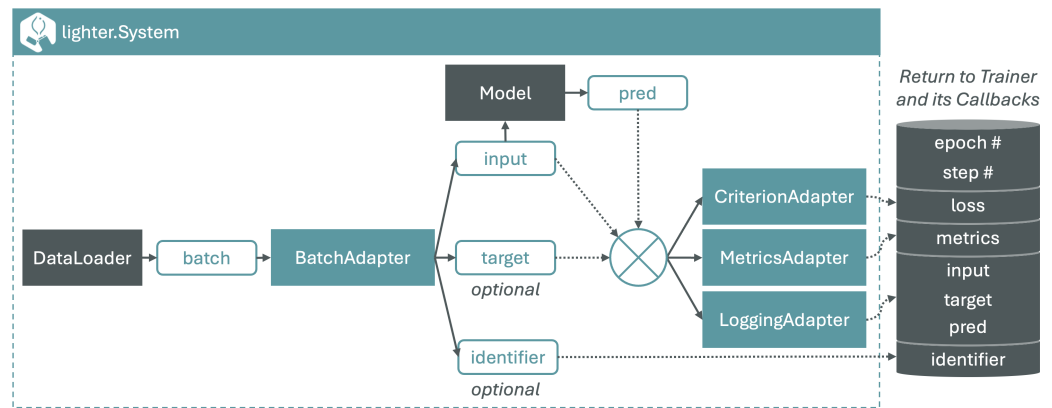 lighter.System
Return to Trainer
and its Callbacks
Model
pred
input
DataLoader
batch
BatchAdapter
target
optional
identifier
optional
CriterionAdapter
MetricsAdapter
LoggingAdapter
epoch #
step #
loss
metrics
input
target
pred
identifier